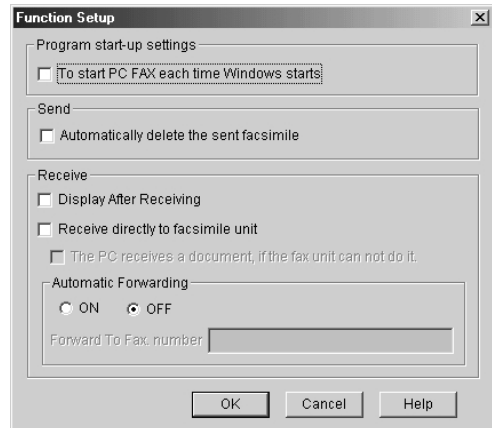 Function Setup
Program start-up settings
To start PC FAX each time Windows starts
Send
Automatically delete the sent facsimile
Receive
Display After Receiving
Receive directly to facsimile unit
The PC receives a document, if the fax unit can not do it.
Automatic Forwarding
ON OFF
Forward To Fax. number
OK Cancel Help